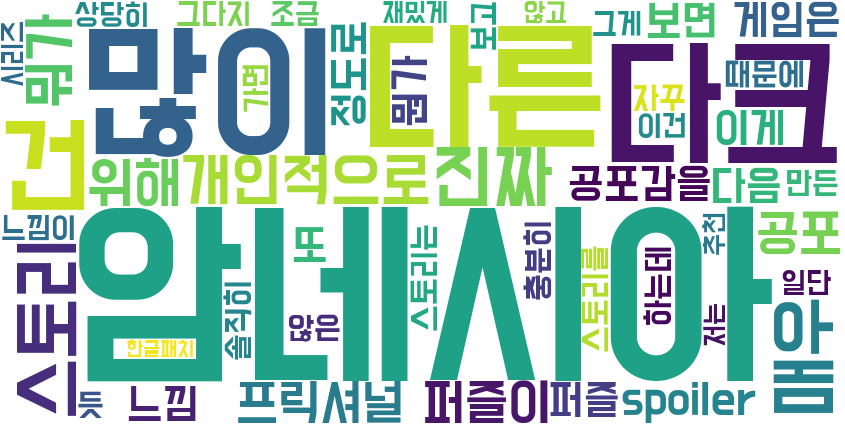 상당히 그다지 조금 재밌게 않고 그게 보면 게임은
시리즈 뭐가 많이 가면 정도로 다른 뭔가 보고 다크 때문에
자꾸 이건 이게
건 위해 개인적으로 진짜 공포감을 다음 만든
느낌이 암네시아 또 스토리는 충분히 스토리를 하는데 추천 공포
스토리 솔직히 않은 저는 일단 매우
한글패치
듯 느낌 프릭셔널 퍼즐이 퍼즐 spoiler